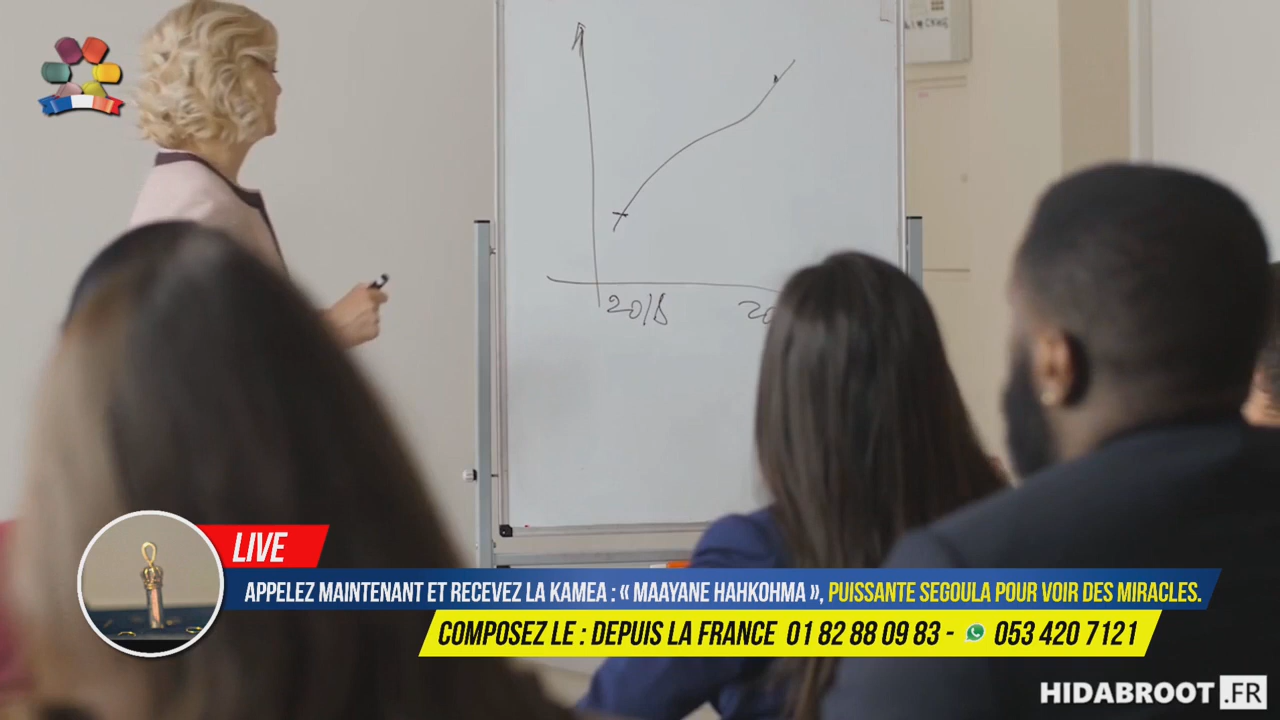 2018
20
LIVE
APPELEZ MAINTENANT ET RECEVEZ LA KAMEA : « MAAYANE HAHKOHMA », PUISSANTE SEGOULA POUR VOIR DES MIRACLES.
COMPOSEZ LE : DEPUIS LA FRANCE 01 82 88 09 83 - 053 420 7121
HIDABROOT.FR